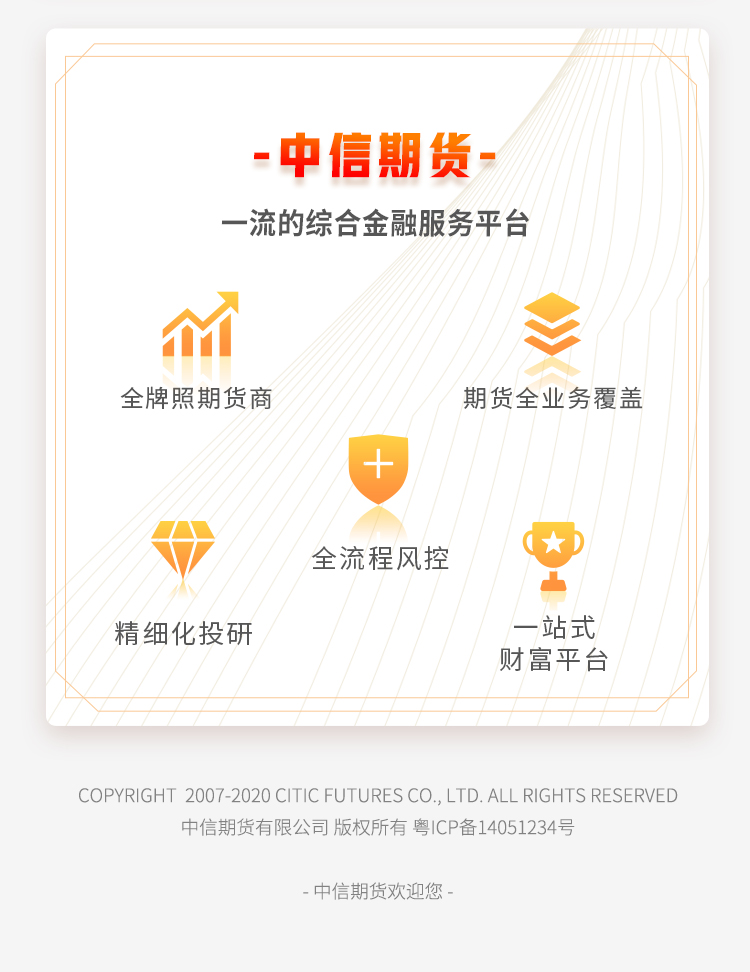 -中信期货-
一流的综合金融服务平台
全牌照期货商
期货全业务覆盖
全流程风控
精细化投研
一站式
财富平台
COPYRIGHT 2007-2020 CITIC FUTURES CO., LTD. ALL RIGHTS RESERVED
中信期货有限公司 版权所有 粤ICP备14051234号
- 中信期货欢迎您 -